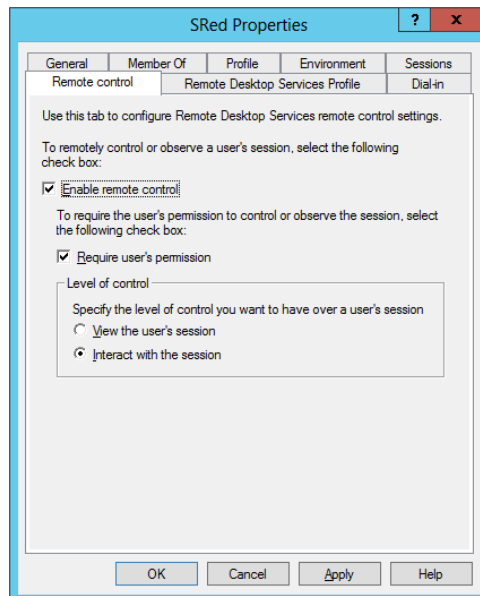 SRed Properties
?
x
General
Member Of
Profile
Environment
Sessions
Remote control
Remote Desktop Services Profile
Dial-in
Use this tab to configure Remote Desktop Services remote control settings.
To remotely control or observe a user's session, select the following
check box:
Enable remote control
To require the user's permission to control or observe the session, select
the following check box:
Require user's permission
Level of control
Specify the level of control you want to have over a user's session
View the user's session
Interact with the session
OK
Cancel
Apply
Help